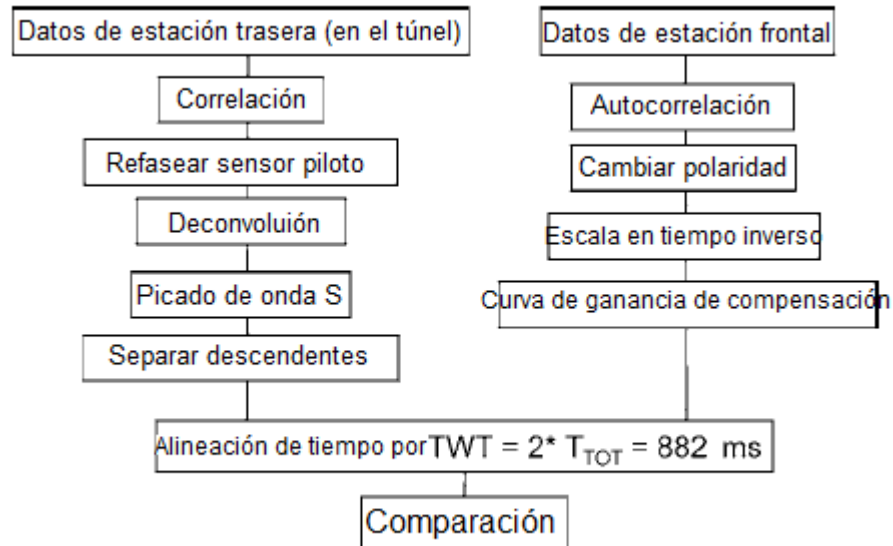 Datos de estación trasera (en el túnel)
Correlación
Refasear sensor piloto
Deconvoluión
Picado de onda S
Separar descendentes
Datos de estación frontal
Autocorrelación
Cambiar polaridad
Escala en tiempo inverso
Curva de ganancia de compensación
Alineación de tiempo por TWT = 2* T_TOT = 882 ms
Comparación